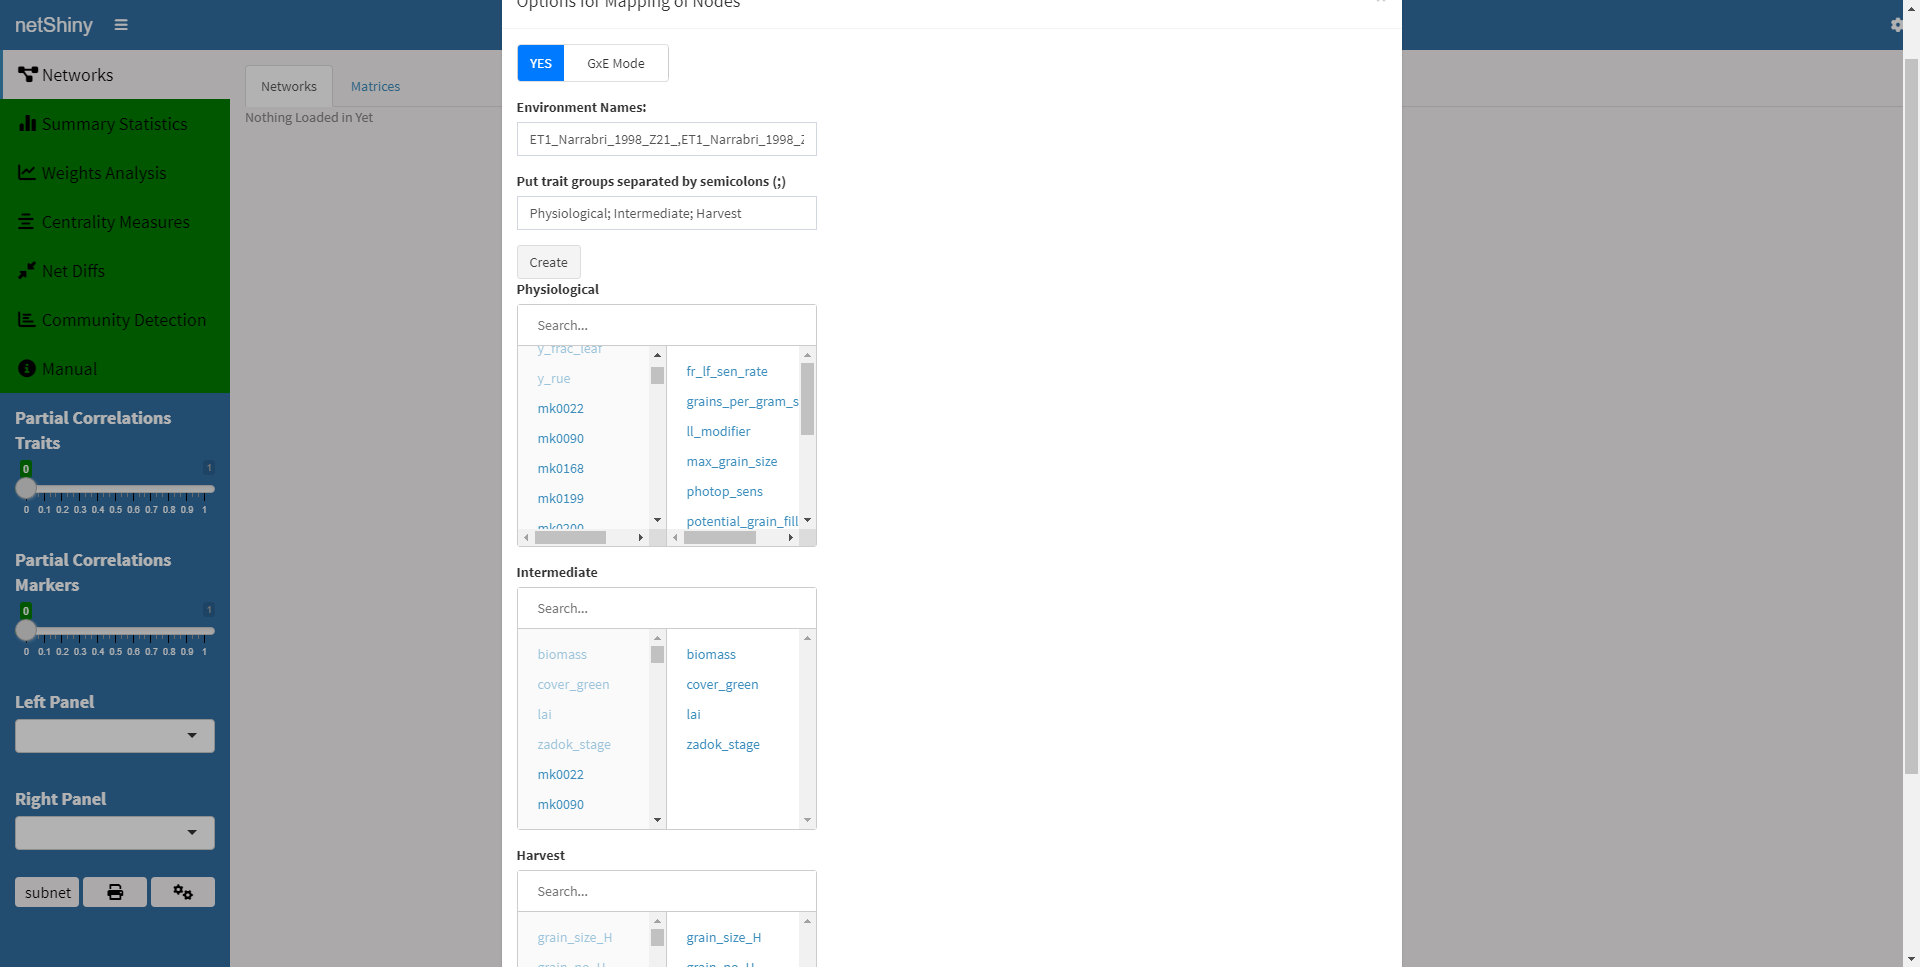 netShiny
Networks
Summary Statistics
Weights Analysis
Centrality Measures
Net Diffs
Community Detection
Manual
Partial Correlations
Traits
0 1
0 0.1 0.2 0.3 0.4 0.5 0.6 0.7 0.8 0.9 1
Partial Correlations
Markers
0 1
0 0.1 0.2 0.3 0.4 0.5 0.6 0.7 0.8 0.9 1
Left Panel
Right Panel
subnet
Networks Matrices
Nothing Loaded in Yet
Options for Mapping of Nodes
YES GxE Mode
Environment Names:
ET1_Narrabri_1998_Z21_,ET1_Narrabri_1998_Z
Put trait groups separated by semicolons (;)
Physiological; Intermediate; Harvest
Create
Physiological
Search...
y_frac_leaf
y_rue
mk0022
mk0090
mk0168
mk0199
mk0200
fr_lf_sen_rate
grains_per_gram_s
ll_modifier
max_grain_size
photop_sens
potential_grain_fill
Intermediate
Search...
biomass
cover_green
lai
zadok_stage
mk0022
mk0090
biomass
cover_green
lai
zadok_stage
Harvest
Search...
grain_size_H
grain_no_H
grain_size_H
grain_no_H